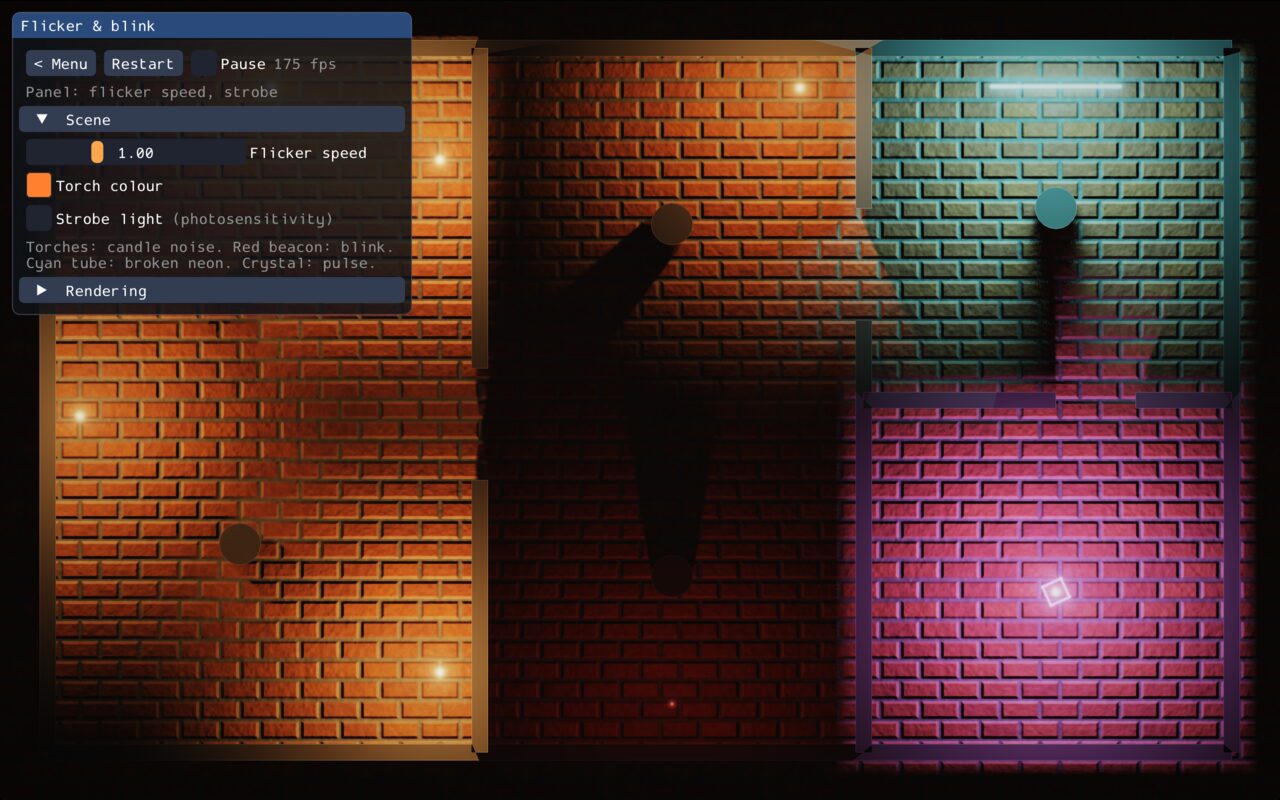 Flicker & blink
< Menu Restart Pause 175 fps
Panel: flicker speed, strobe
Scene
1.00 Flicker speed
Torch colour
Strobe light (photosensitivity)
Torches: candle noise. Red beacon: blink.
Cyan tube: broken neon. Crystal: pulse.
Rendering